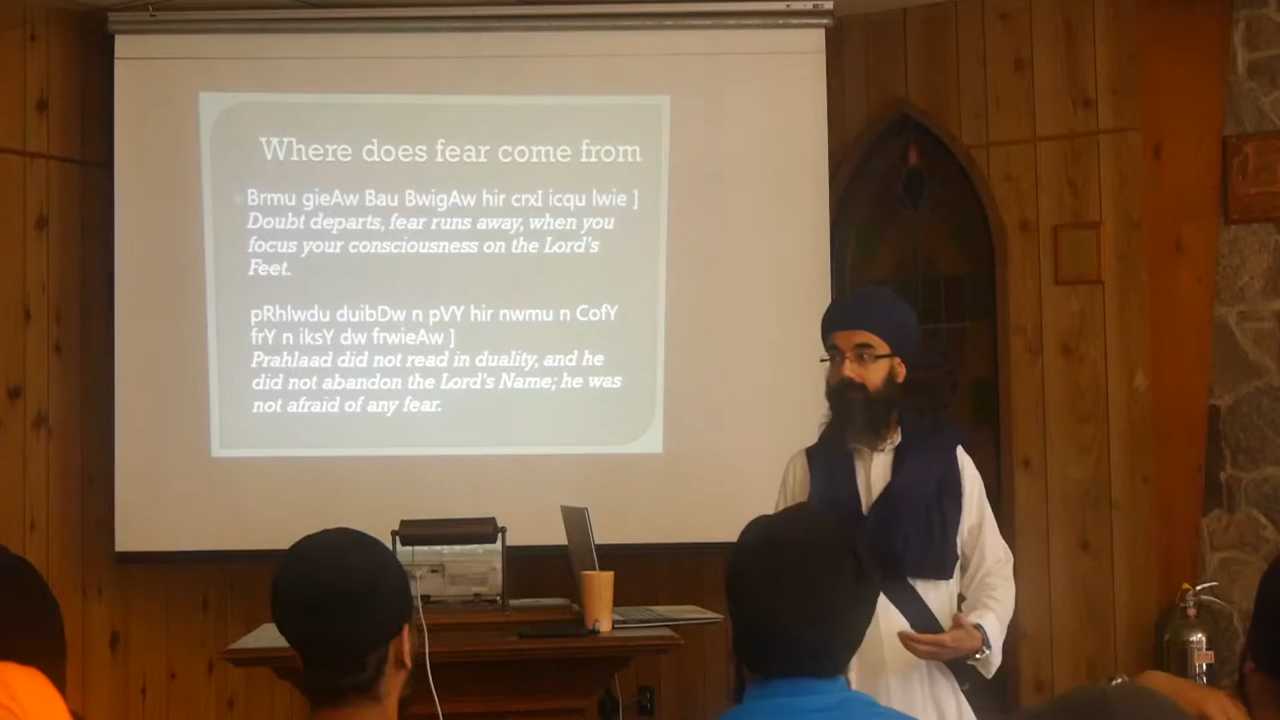 Where does fear come from
Brmu gieAw Bau BwigAw hir crxI icqu lwie ]
Doubt departs, fear runs away, when you
focus your consciousness on the Lord's
Feet.
pRhlwdu duibDw n pVY hir nwmu n CofY
frY n iksY dw frwieAw ]
Prahlaad did not read in duality, and he
did not abandon the Lord's Name; he was
not afraid of any fear.